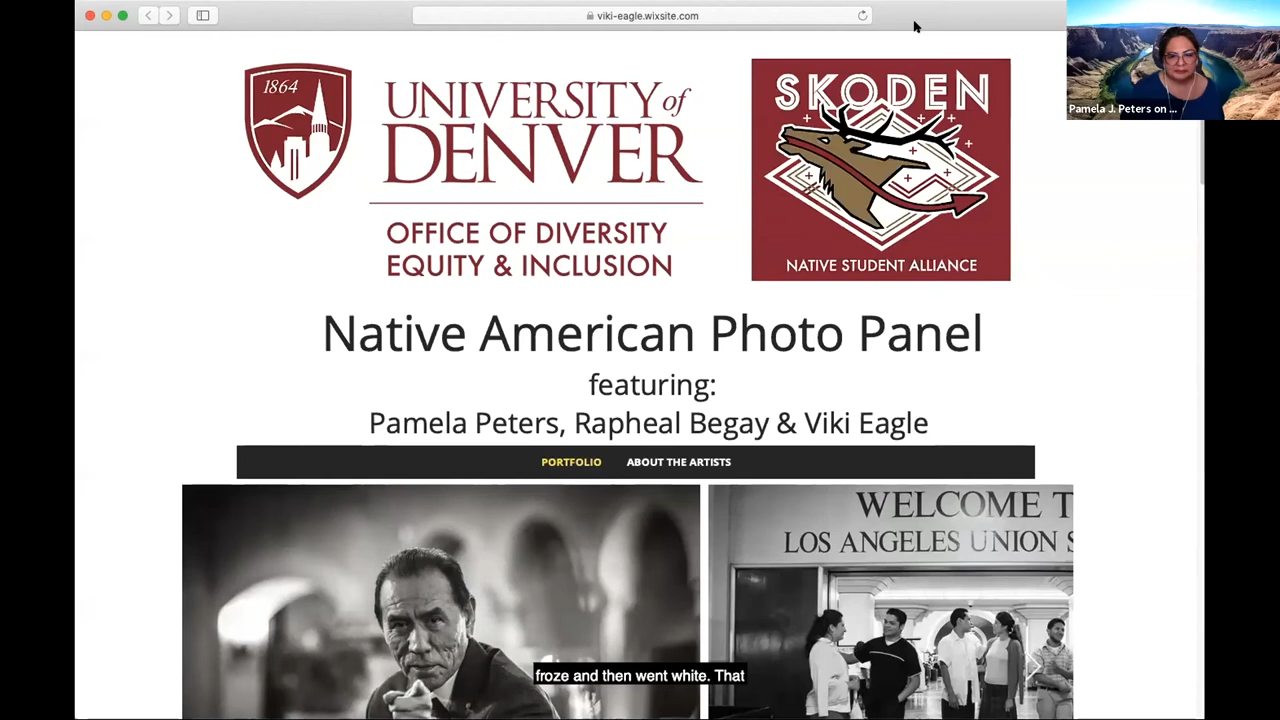 viki-eagle.wixsite.com
Pamela J. Peters on ...
1864
UNIVERSITY of
DENVER
OFFICE OF DIVERSITY
EQUITY & INCLUSION
SKODEN
NATIVE STUDENT ALLIANCE
Native American Photo Panel
featuring:
Pamela Peters, Rapheal Begay & Viki Eagle
PORTFOLIO ABOUT THE ARTISTS
WELCOME T
LOS ANGELES UNION S
froze and then went white. That